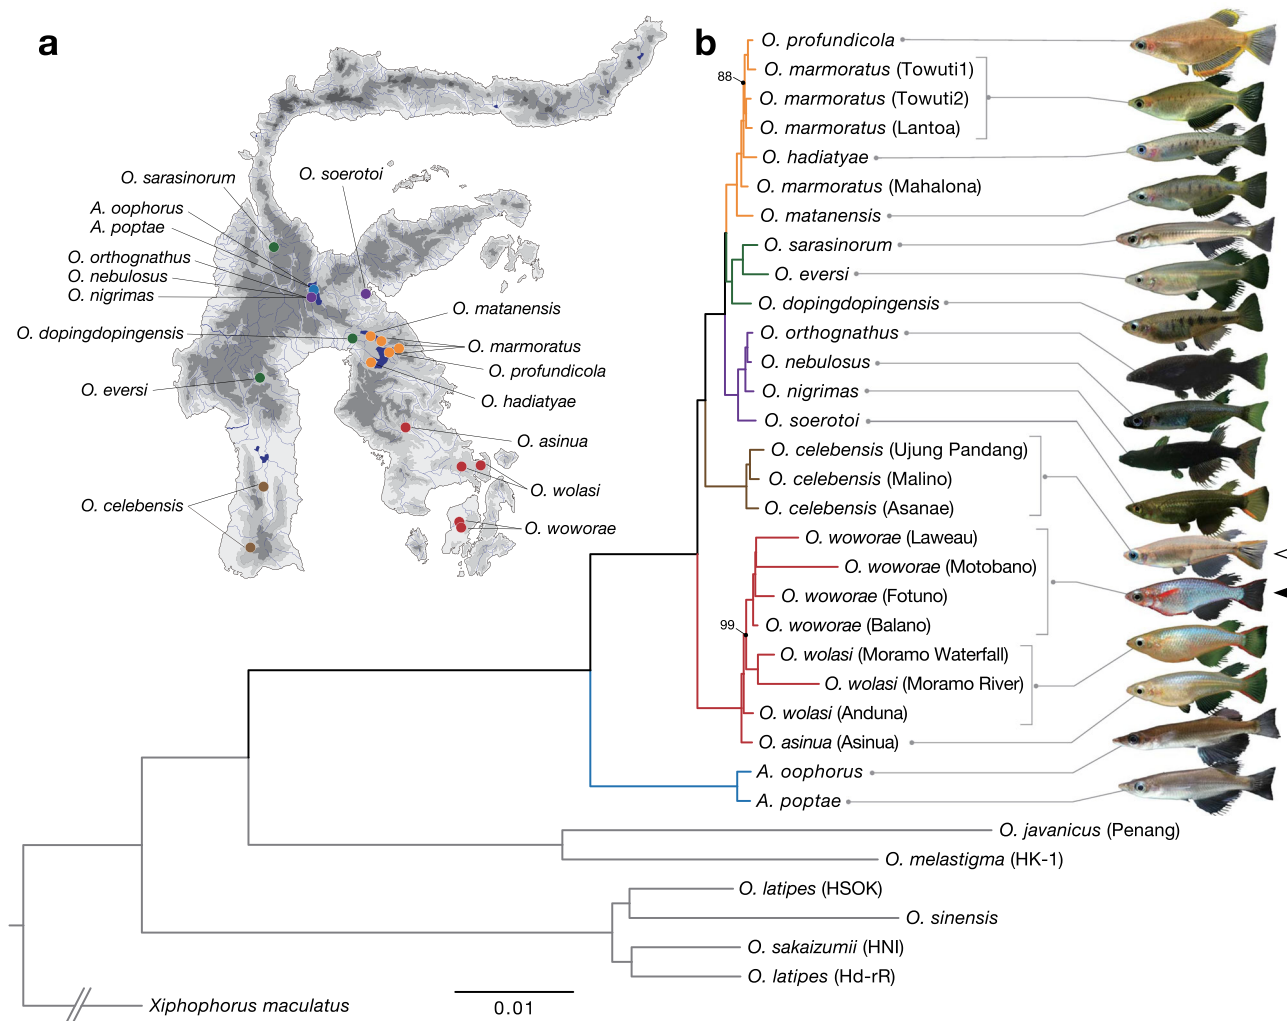 a
O. sarasinorum
O. soerotoi
A. oophorus
A. poptae
O. orthognathus
O. nebulosus
O. nigrimas
O. matanensis
O. dopingdopingensis
O. marmoratus
O. profundicola
O. eversi
O. hadiatyae
O. asinua
O. wolasi
O. celebensis
O. woworae
b
O. profundicola
O. marmoratus (Towuti1)
88
O. marmoratus (Towuti2)
O. marmoratus (Lantoa)
O. hadiatyae
O. marmoratus (Mahalona)
O. matanensis
O. sarasinorum
O. eversi
O. dopingdopingensis
O. orthognathus
O. nebulosus
O. nigrimas
O. soerotoi
O. celebensis (Ujung Pandang)
O. celebensis (Malino)
O. celebensis (Asanae)
O. woworae (Laweau)
O. woworae (Motobano)
O. woworae (Fotuno)
O. woworae (Balano)
99
O. wolasi (Moramo Waterfall)
O. wolasi (Moramo River)
O. wolasi (Anduna)
O. asinua (Asinua)
A. oophorus
A. poptae
O. javanicus (Penang)
O. melastigma (HK-1)
O. latipes (HSOK)
O. sinensis
O. sakaizumii (HNI)
O. latipes (Hd-rR)
Xiphophorus maculatus
0.01